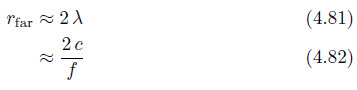 r_far ≈ 2 λ (4.81)
≈ 2 c / f (4.82)